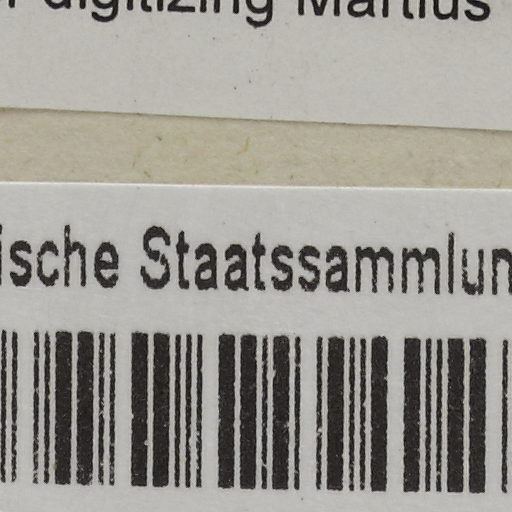 digitizing Martius
ische Staatssammlun